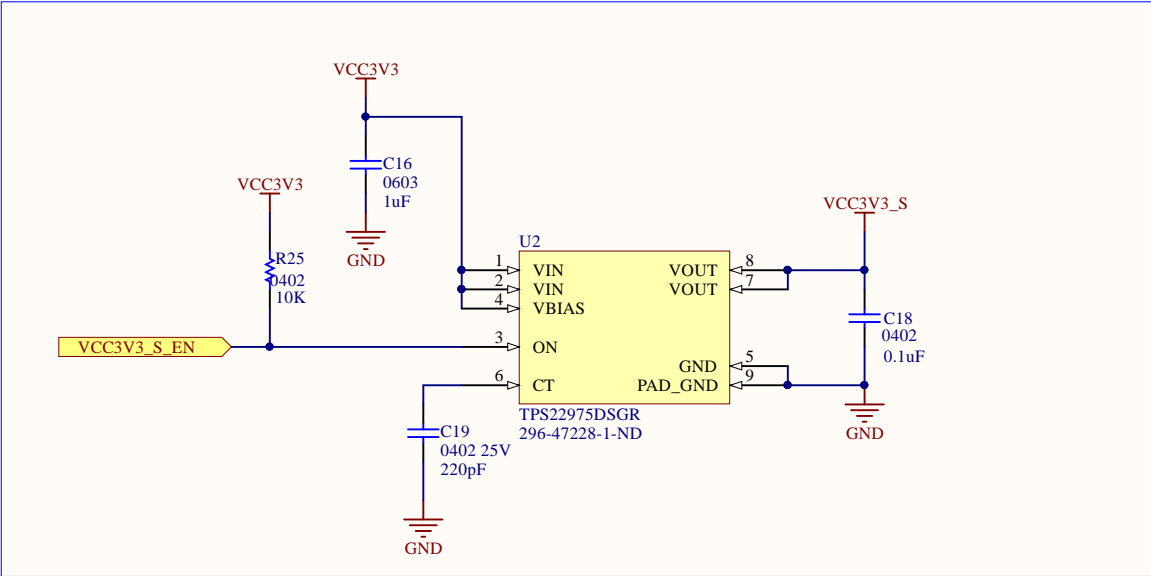 VCC3V3
C16
0603
1uF
GND
VCC3V3
R25
0402
10K
VCC3V3_S_EN
U2
1 VIN
2 VIN
4 VBIAS
3 ON
6 CT
VOUT 8
VOUT 7
GND 5
PAD_GND 9
TPS22975DSGR
296-47228-1-ND
VCC3V3_S
C18
0402
0.1uF
GND
C19
0402 25V
220pF
GND